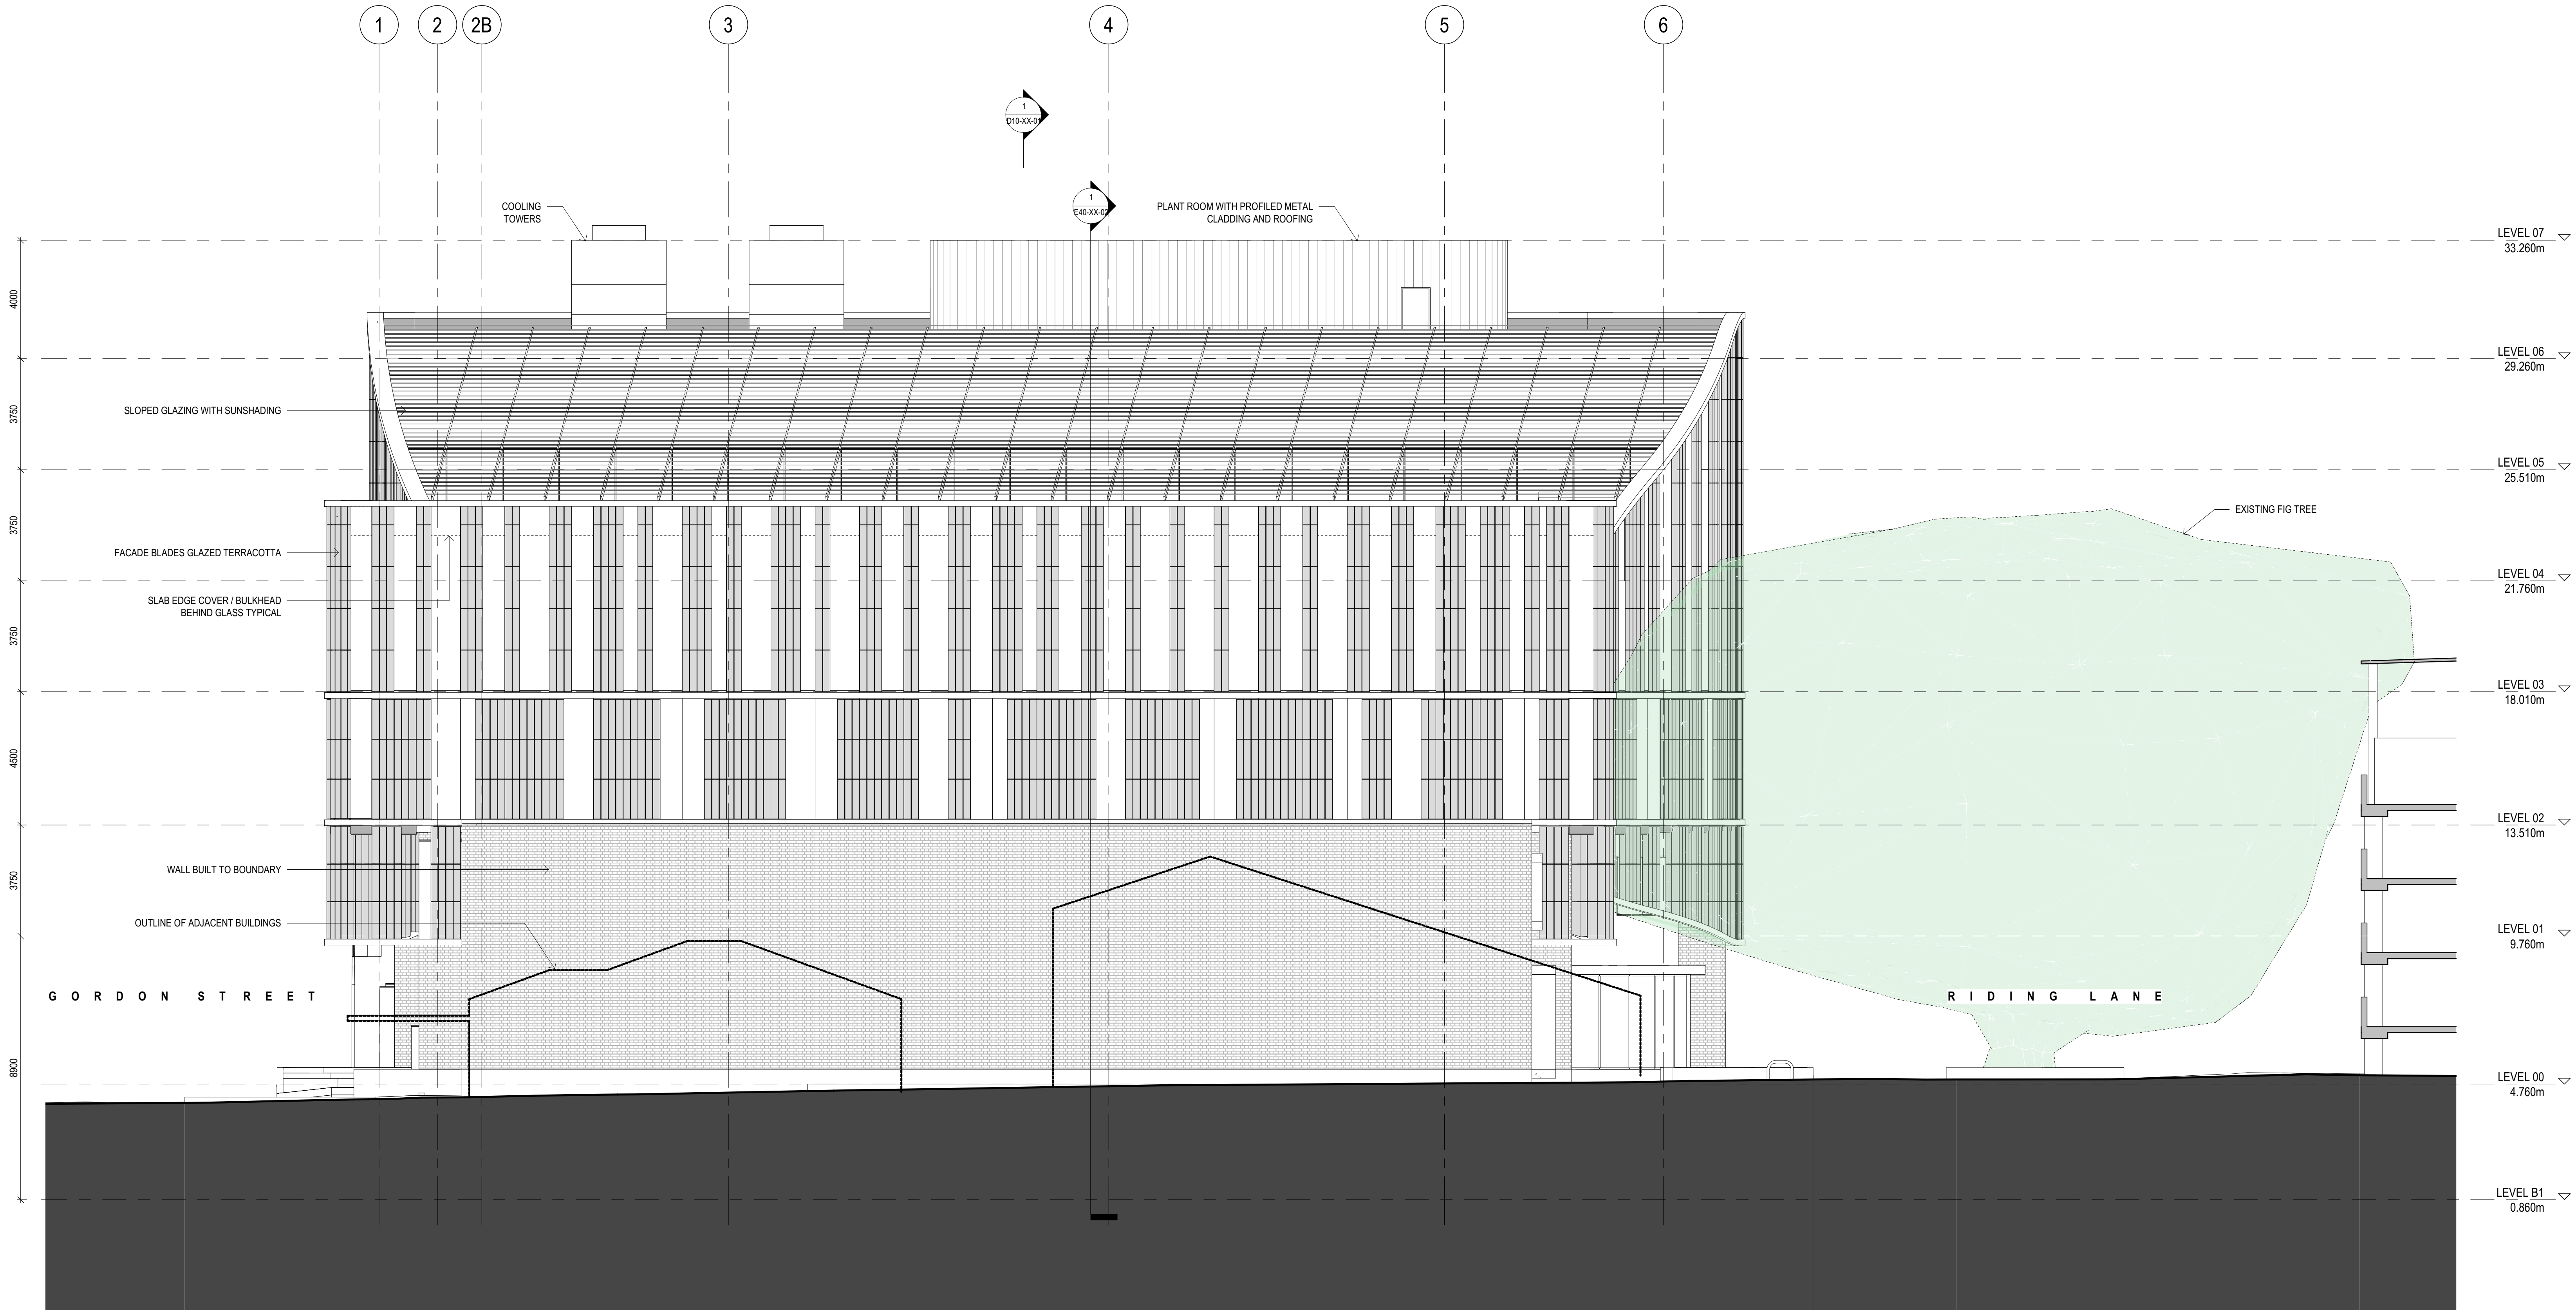 1
2
2B
3
4
5
6
1
D10-XX-01
1
E40-XX-02
COOLING
TOWERS
PLANT ROOM WITH PROFILED METAL
CLADDING AND ROOFING
LEVEL 07
33.260m
4000
LEVEL 06
29.260m
SLOPED GLAZING WITH SUNSHADING
3750
LEVEL 05
25.510m
EXISTING FIG TREE
3750
FACADE BLADES GLAZED TERRACOTTA
LEVEL 04
21.760m
SLAB EDGE COVER / BULKHEAD
BEHIND GLASS TYPICAL
3750
LEVEL 03
18.010m
4500
LEVEL 02
13.510m
WALL BUILT TO BOUNDARY
3750
OUTLINE OF ADJACENT BUILDINGS
LEVEL 01
9.760m
GORDON STREET
RIDING LANE
8900
LEVEL 00
4.760m
LEVEL B1
0.860m